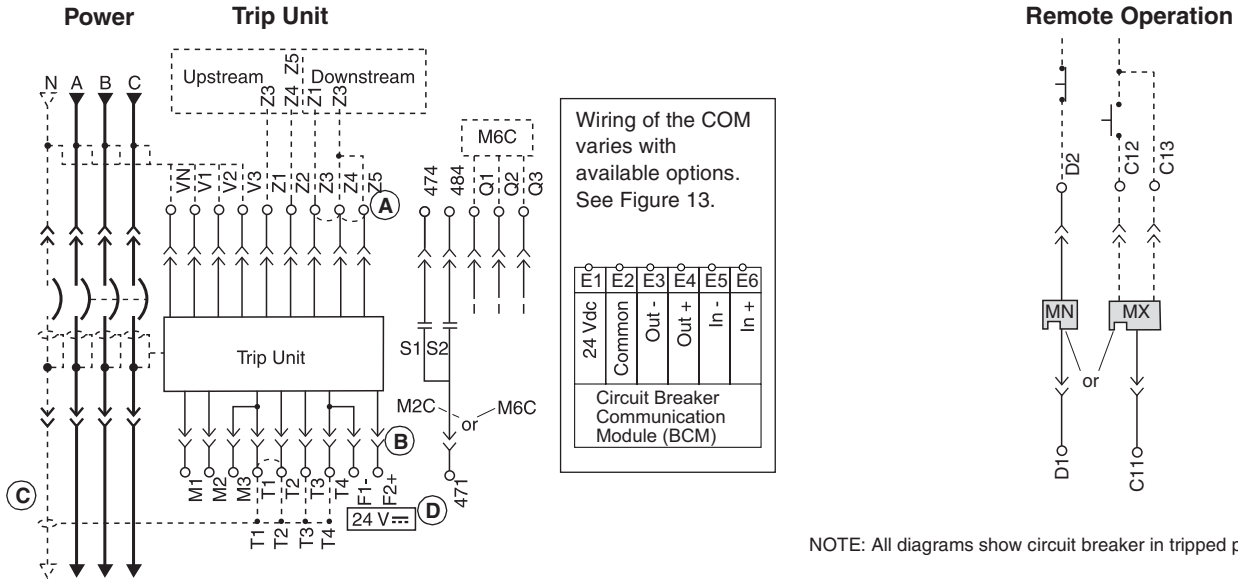 Power
Trip Unit
Remote Operation
Upstream
Downstream
Z3
Z4
Z5
Z1
Z3
N
A
B
C
VN
V1
V2
V3
Z1
Z2
Z3
Z4
Z5
A
474
484
M6C
Q1
Q2
Q3
Wiring of the COM
varies with
available options.
See Figure 13.
E1
E2
E3
E4
E5
E6
24 Vdc
Common
Out -
Out +
In -
In +
Circuit Breaker
Communication
Module (BCM)
D2
C12
C13
MN
MX
or
D1
C11
Trip Unit
S1
S2
M2C
or
M6C
B
M1
M2
M3
T1
T2
T3
T4
F1-
F2+
471
C
24 V
D
T1
T2
T3
T4
NOTE: All diagrams show circuit breaker in tripped p